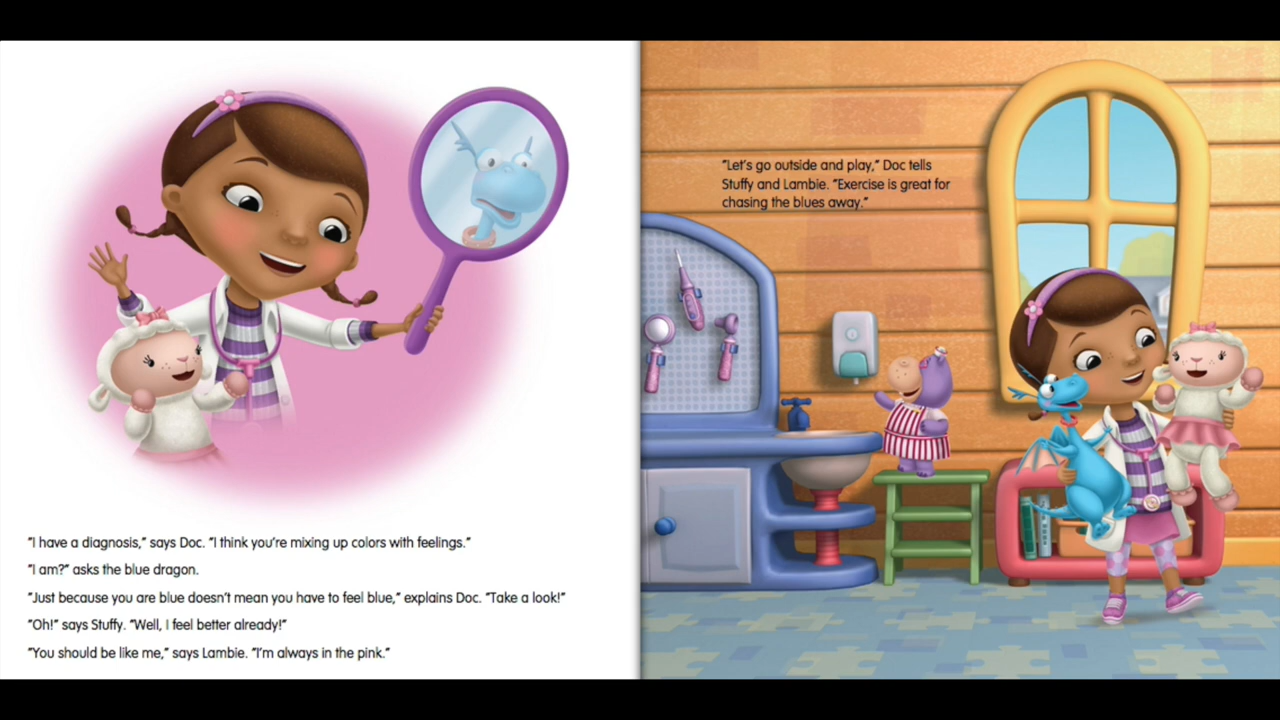 "I have a diagnosis," says Doc. "I think you're mixing up colors with feelings."
"I am?" asks the blue dragon.
"Just because you are blue doesn't mean you have to feel blue," explains Doc. "Take a look!"
"Oh!" says Stuffy. "Well, I feel better already!"
"You should be like me," says Lambie. "I'm always in the pink."
"Let's go outside and play," Doc tells
Stuffy and Lambie. "Exercise is great for
chasing the blues away."